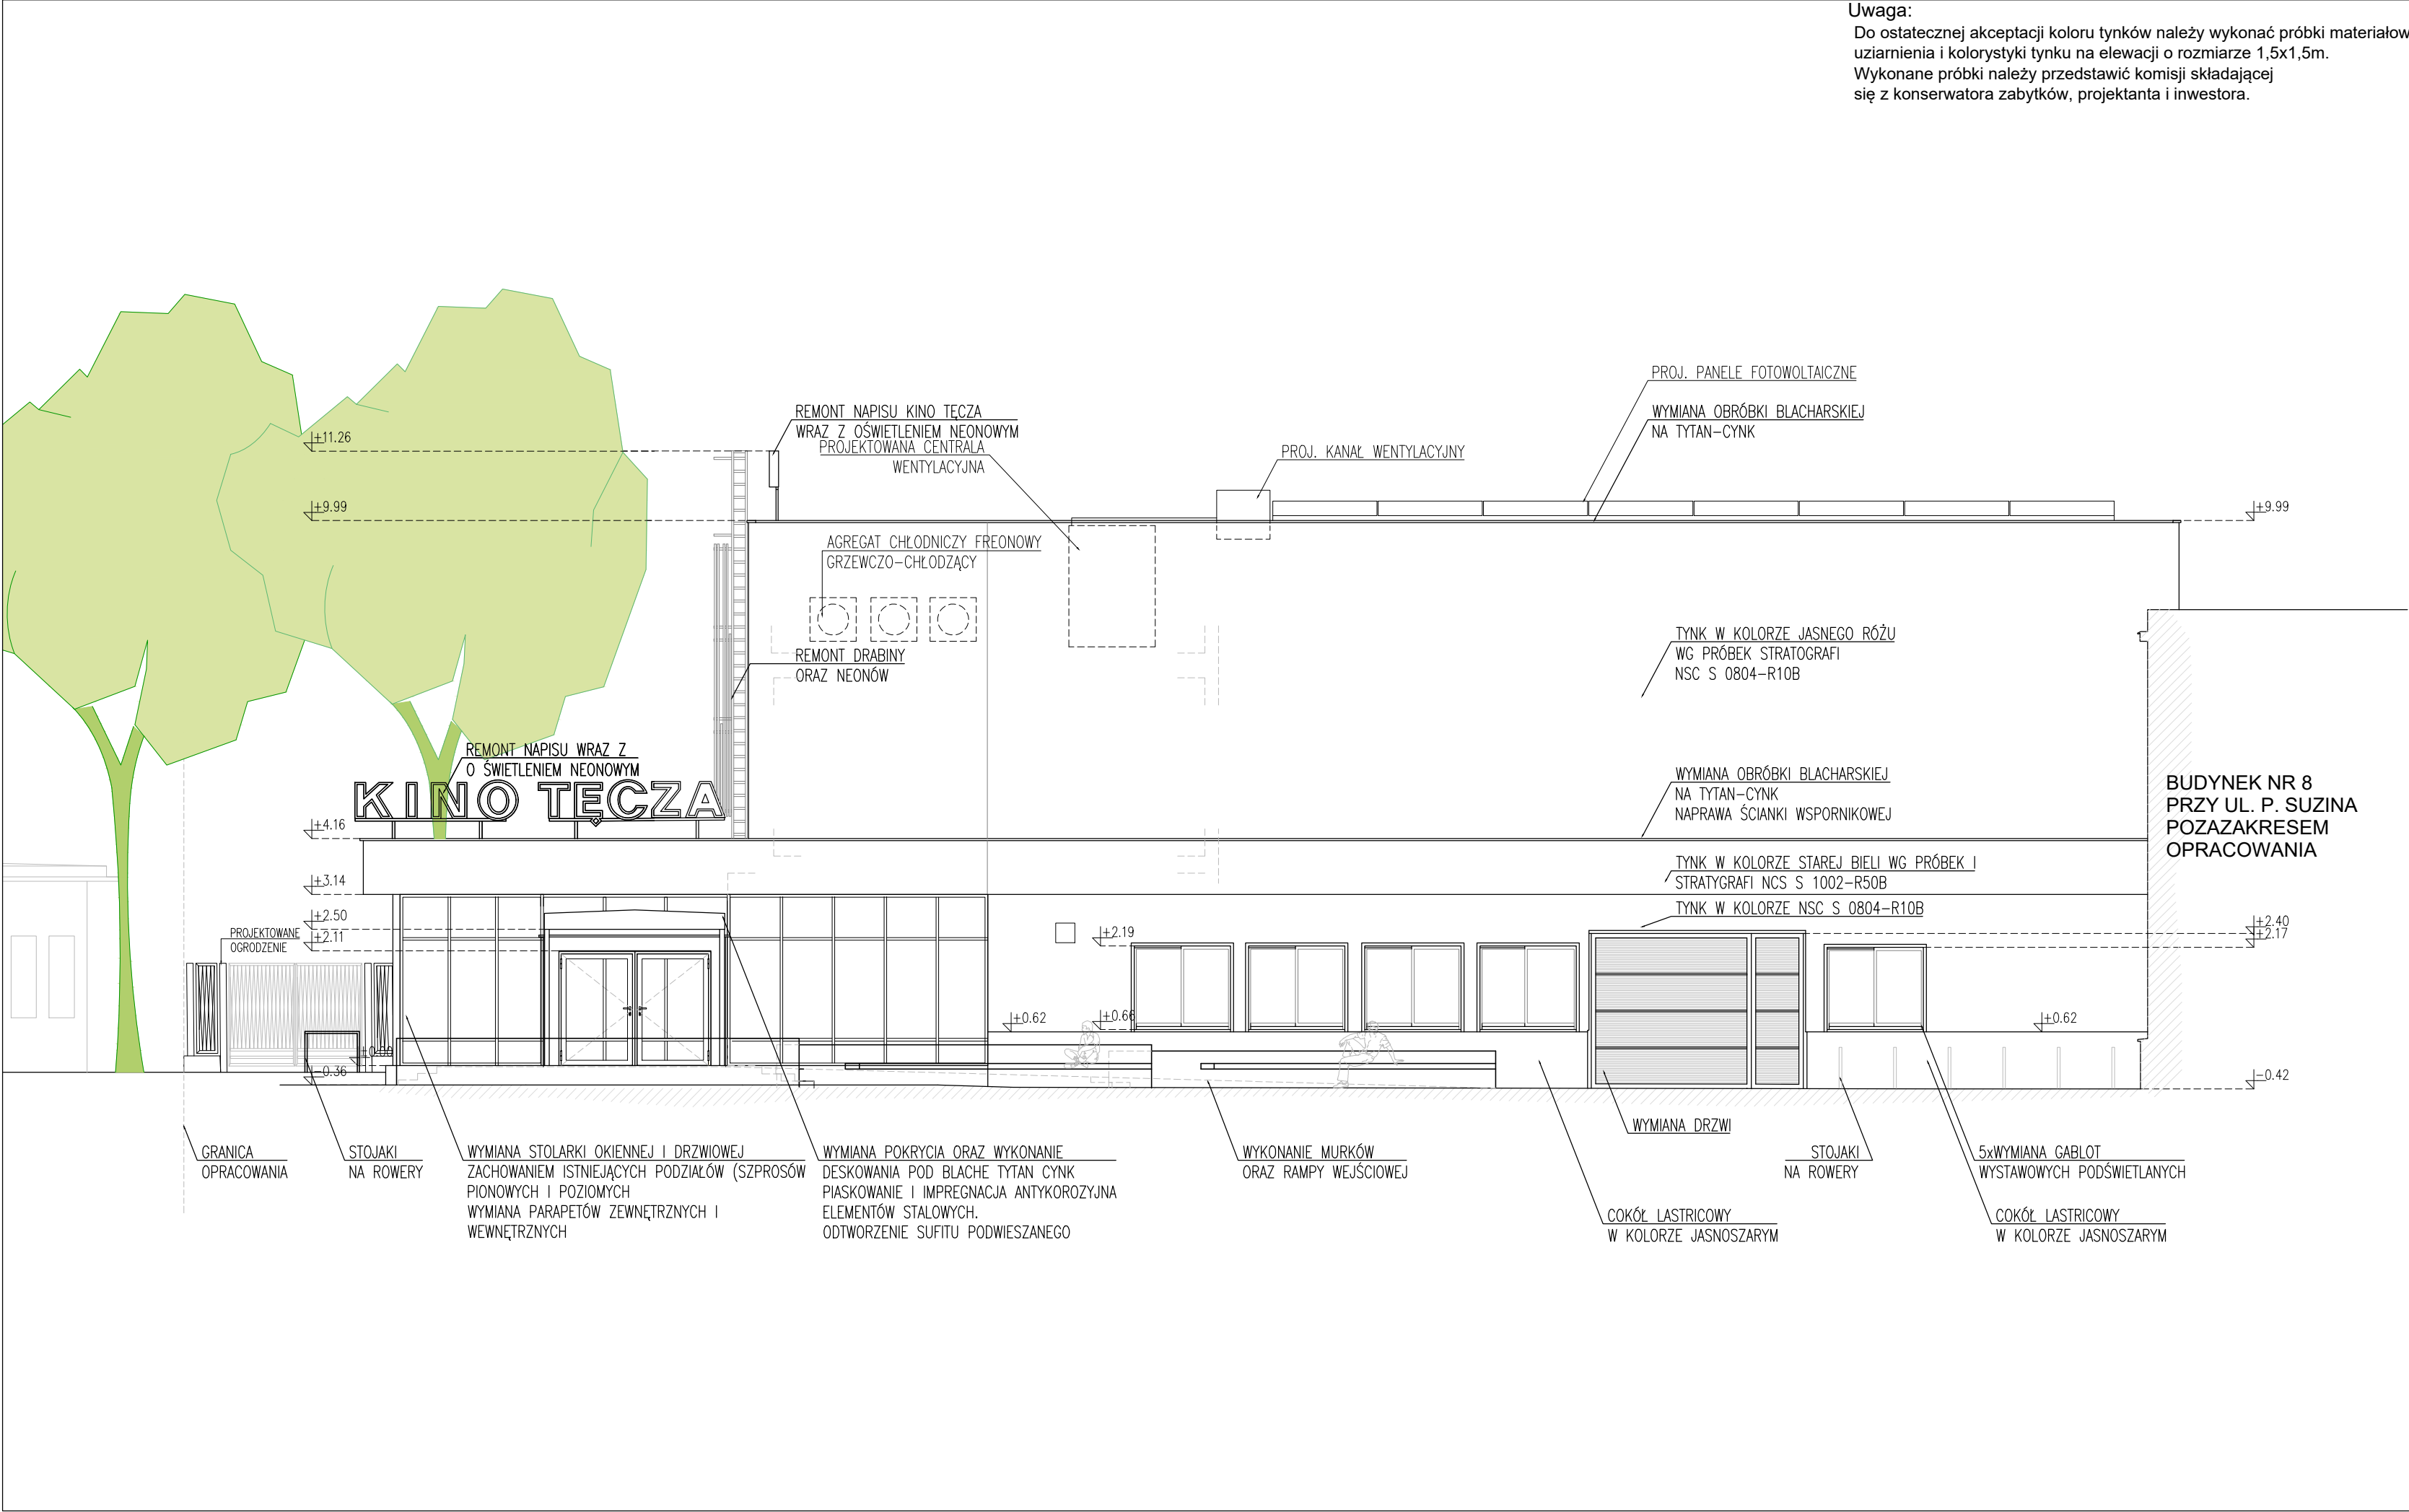 Uwaga:
Do ostatecznej akceptacji koloru tynków należy wykonać próbki materiałow
uziarnienia i kolorystyki tynku na elewacji o rozmiarze 1,5x1,5m.
Wykonane próbki należy przedstawić komisji składającej
się z konserwatora zabytków, projektanta i inwestora.
PROJ. PANELE FOTOWOLTAICZNE
WYMIANA OBRÓBKI BLACHARSKIEJ
NA TYTAN-CYNK
REMONT NAPISU KINO TĘCZA
WRAZ Z OŚWIETLENIEM NEONOWYM
PROJEKTOWANA CENTRALA
WENTYLACYJNA
PROJ. KANAŁ WENTYLACYJNY
+11.26
+9.99
+9.99
AGREGAT CHŁODNICZY FREONOWY
GRZEWCZO-CHŁODZĄCY
REMONT DRABINY
ORAZ NEONÓW
TYNK W KOLORZE JASNEGO RÓŻU
WG PRÓBEK STRATOGRAFI
NSC S 0804-R10B
REMONT NAPISU WRAZ Z
O ŚWIETLENIEM NEONOWYM
KINO TĘCZA
WYMIANA OBRÓBKI BLACHARSKIEJ
NA TYTAN-CYNK
NAPRAWA ŚCIANKI WSPORNIKOWEJ
BUDYNEK NR 8
PRZY UL. P. SUZINA
POZAZAKRESEM
OPRACOWANIA
+4.16
+3.14
+2.50
+2.11
TYNK W KOLORZE STAREJ BIELI WG PRÓBEK I
STRATYGRAFI NCS S 1002-R50B
TYNK W KOLORZE NSC S 0804-R10B
PROJEKTOWANE
OGRODZENIE
+2.19
+2.40
+2.17
+0.62
+0.66
+0.62
-0.36
-0.42
GRANICA
OPRACOWANIA
STOJAKI
NA ROWERY
WYMIANA STOLARKI OKIENNEJ I DRZWIOWEJ
ZACHOWANIEM ISTNIEJĄCYCH PODZIAŁÓW (SZPROSÓW
PIONOWYCH I POZIOMYCH
WYMIANA PARAPETÓW ZEWNĘTRZNYCH I
WEWNĘTRZNYCH
WYMIANA POKRYCIA ORAZ WYKONANIE
DESKOWANIA POD BLACHE TYTAN CYNK
PIASKOWANIE I IMPREGNACJA ANTYKOROZYJNA
ELEMENTÓW STALOWYCH.
ODTWORZENIE SUFITU PODWIESZANEGO
WYKONANIE MURKÓW
ORAZ RAMPY WEJŚCIOWEJ
WYMIANA DRZWI
STOJAKI
NA ROWERY
5xWYMIANA GABLOT
WYSTAWOWYCH PODŚWIETLANYCH
COKÓŁ LASTRICOWY
W KOLORZE JASNOSZARYM
COKÓŁ LASTRICOWY
W KOLORZE JASNOSZARYM